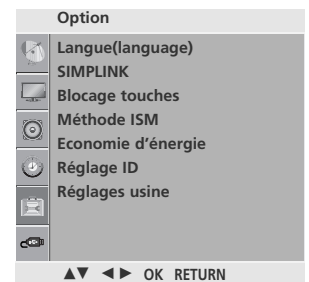 Option
Langue(language)
SIMPLINK
Blocage touches
Méthode ISM
Economie d'énergie
Réglage ID
Réglages usine
▲▼ ◄ ► OK RETURN